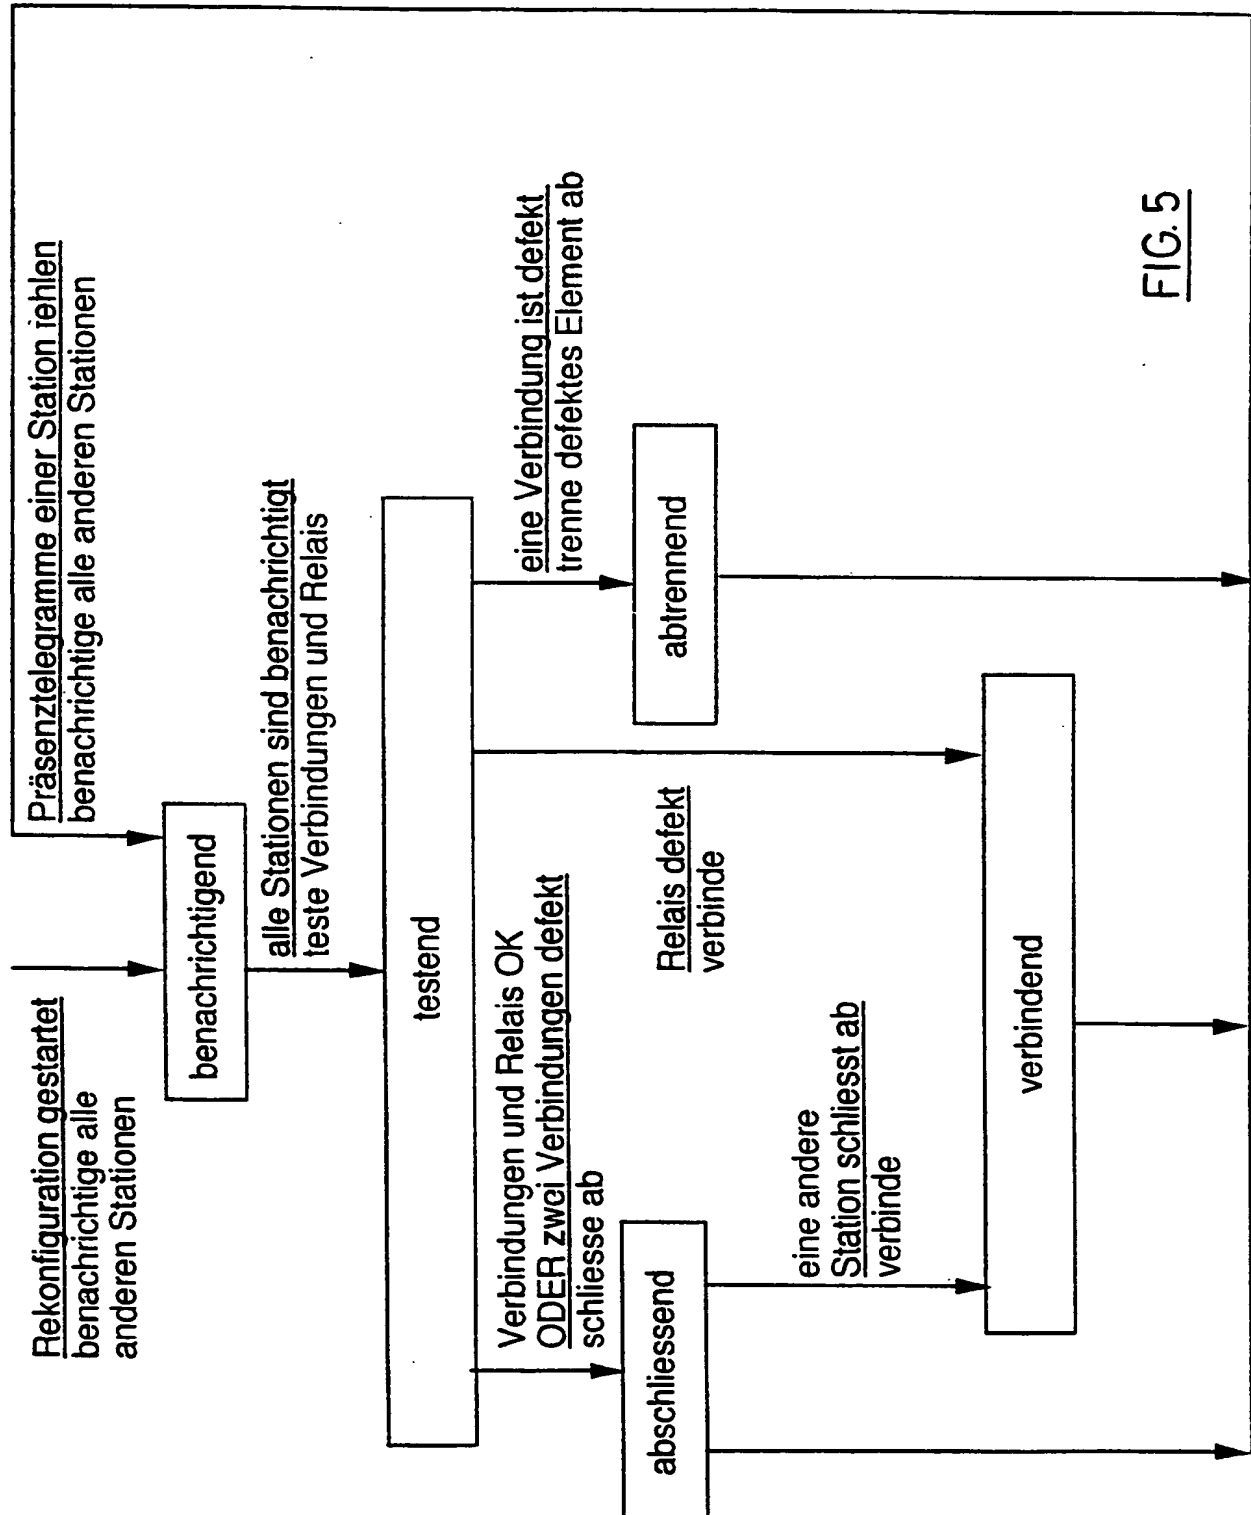 Rekonfiguration gestartet
benachrichtige alle
anderen Stationen
Präsenztelegramme einer Station fehlen
benachrichtige alle anderen Stationen
benachrichtigend
alle Stationen sind benachrichtigt
teste Verbindungen und Relais
testend
Verbindungen und Relais OK
ODER zwei Verbindungen defekt
schliesse ab
Relais defekt
verbinde
eine Verbindung ist defekt
trenne defektes Element ab
abschliessend
abtrennend
eine andere
Station schliesst ab
verbinde
verbindend
FIG. 5